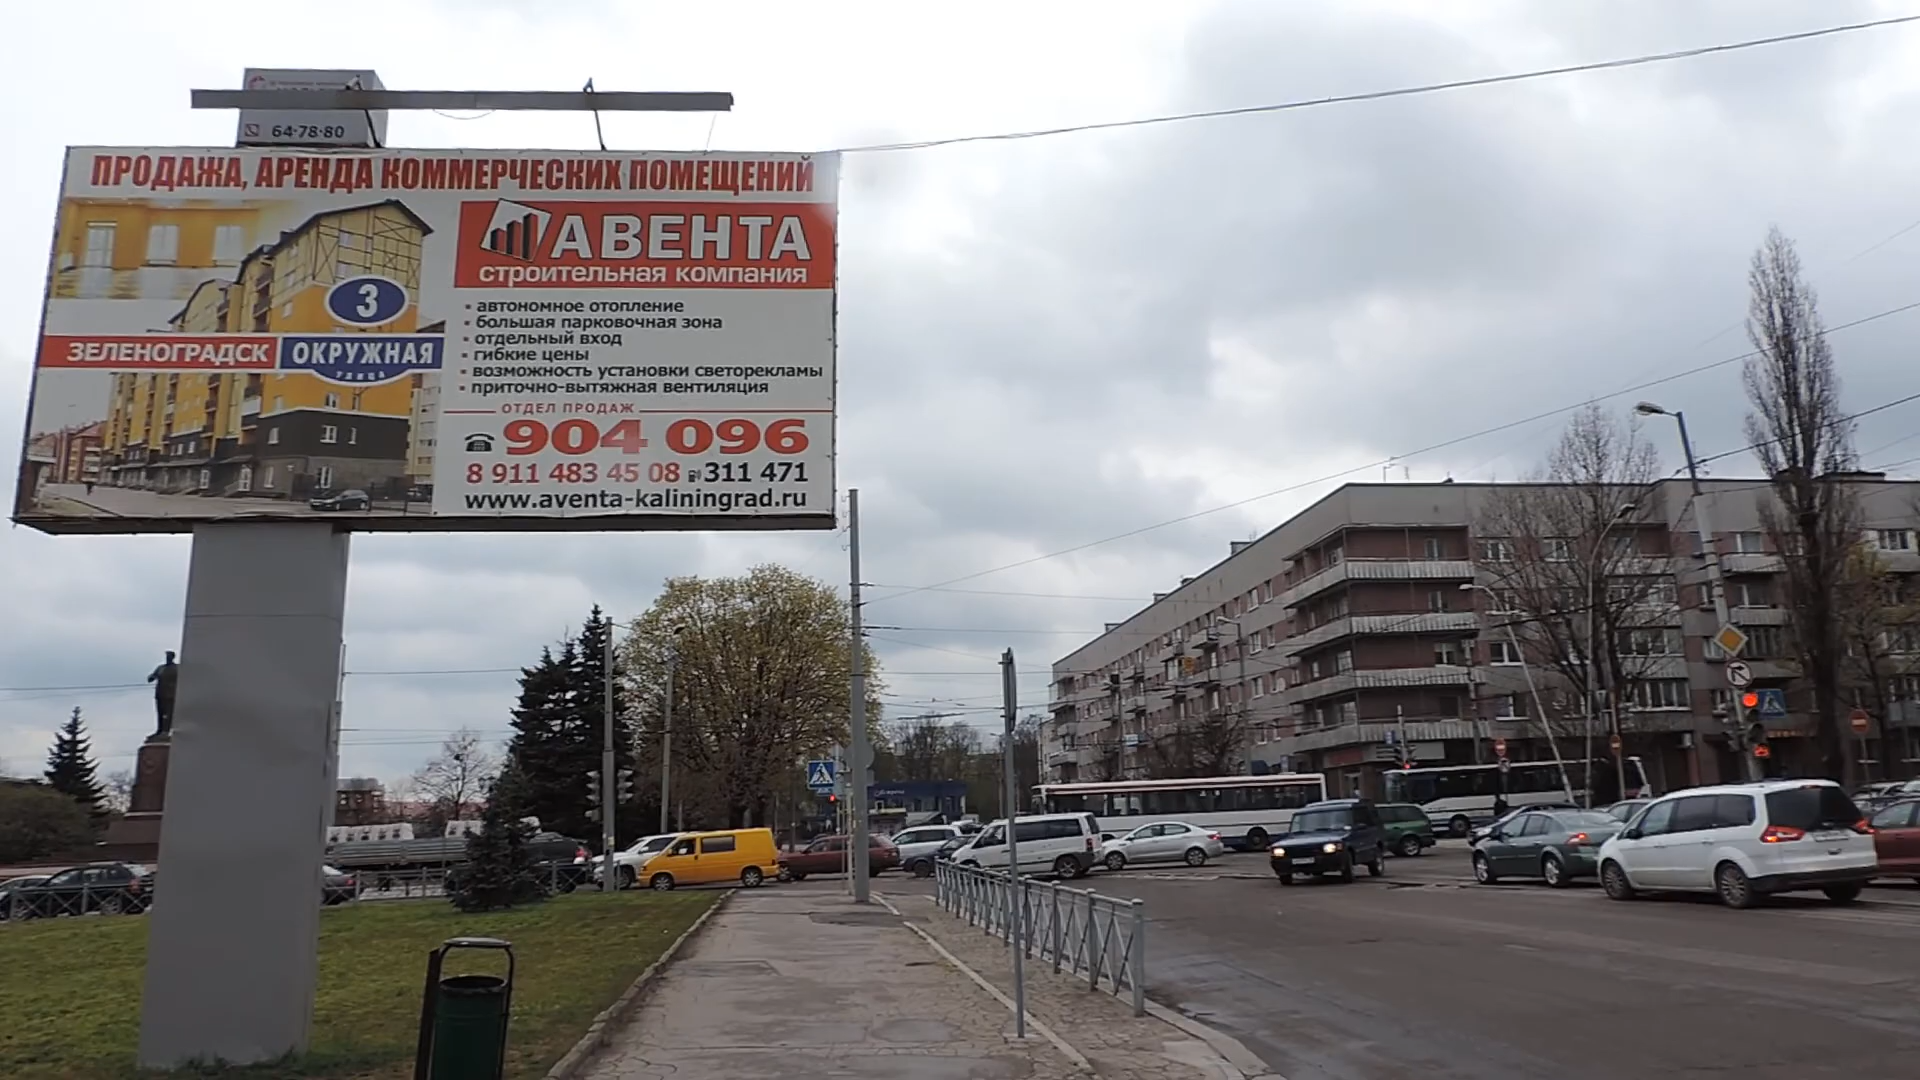 64·78·80
ПРОДАЖА, АРЕНДА КОММЕРЧЕСКИХ ПОМЕЩЕНИЙ
АВЕНТА
строительная компания
3
ЗЕЛЕНОГРАДСК
ОКРУЖНАЯ
УЛИЦА
▪ автономное отопление
▪ большая парковочная зона
▪ отдельный вход
▪ гибкие цены
▪ возможность установки светорекламы
▪ приточно-вытяжная вентиляция
ОТДЕЛ ПРОДАЖ
904 096
8 911 483 45 08 311 471
www.aventa-kaliningrad.ru